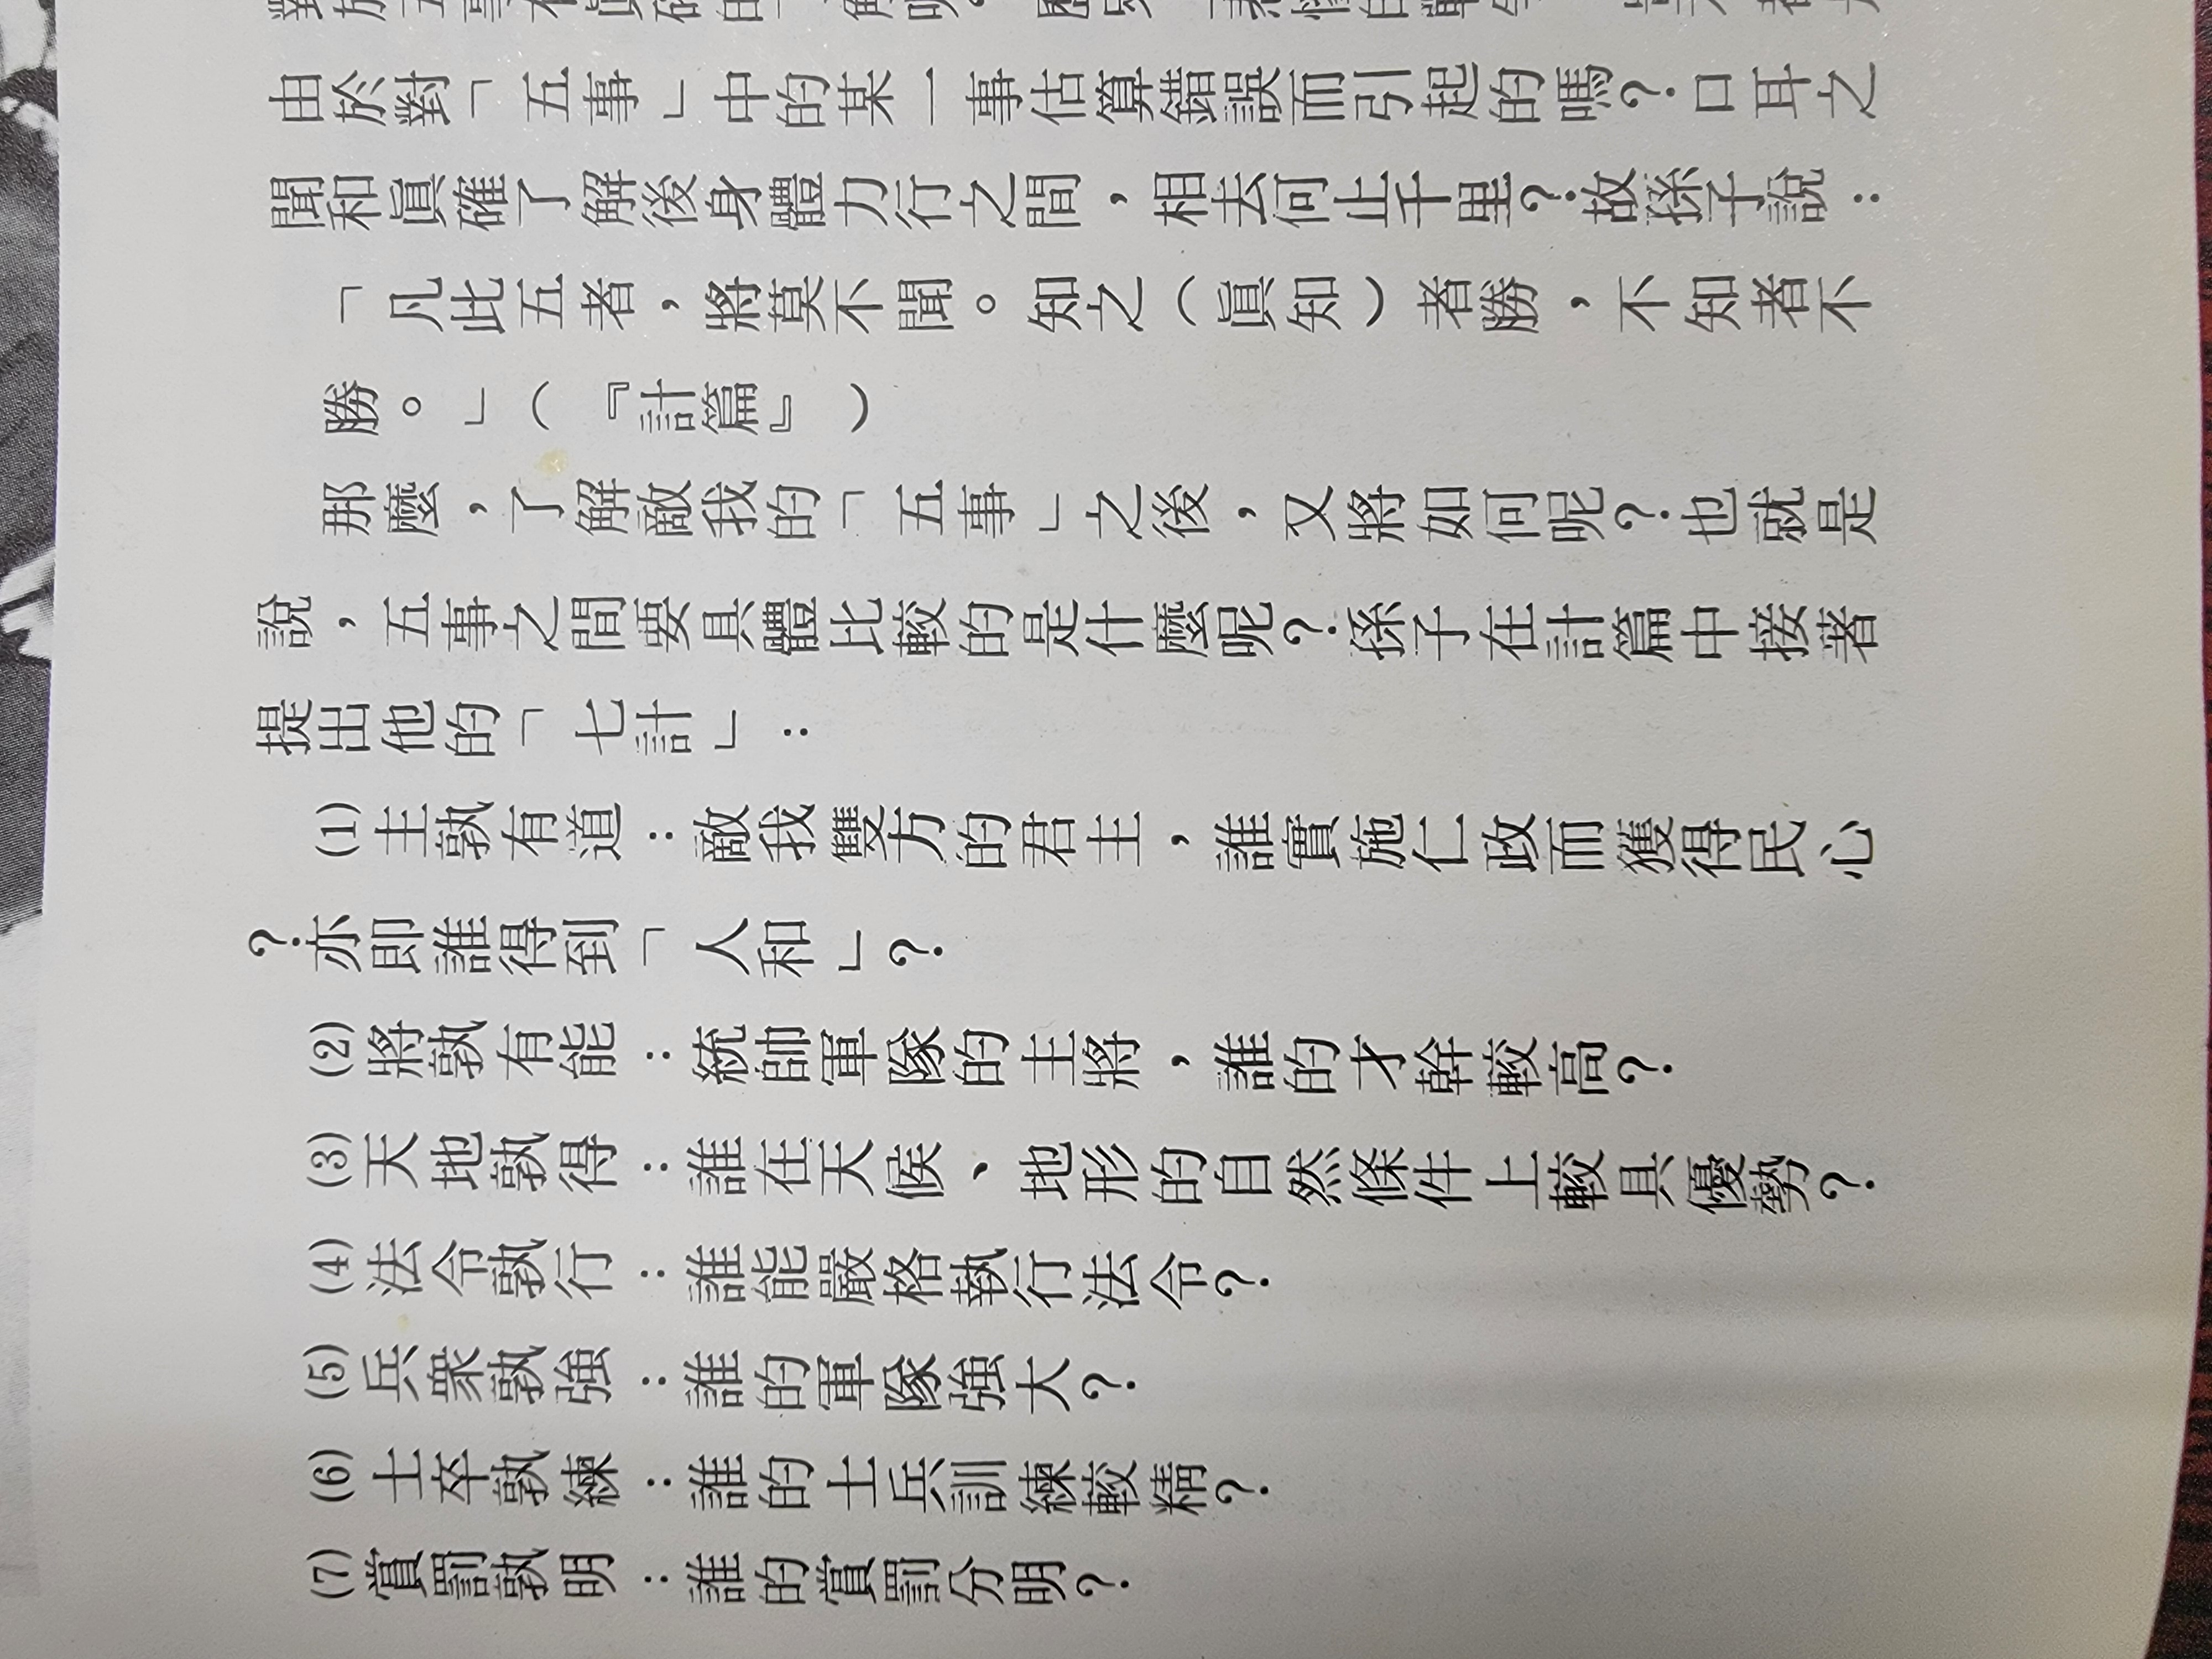 由於對「五事」中的某一事估算錯誤而引起的嗎?口耳之
聞和眞確了解後身體力行之間,相去何止千里?故孫子說:
「凡此五者,將莫不聞。知之(眞知)者勝,不知者不
勝。」(『計篇』)
那麼,了解敵我的「五事」之後,又將如何呢?也就是
說,五事之間要具體比較的是什麼呢?孫子在計篇中接著
提出他的「七計」:
(1)主孰有道:敵我雙方的君主,誰實施仁政而獲得民心
?亦即誰得到「人和」?
(2)將孰有能:統帥軍隊的主將,誰的才幹較高?
(3)天地孰得:誰在天候、地形的自然條件上較具優勢?
(4)法令孰行:誰能嚴格執行法令?
(5)兵衆孰強:誰的軍隊強大?
(6)士卒孰練:誰的士兵訓練較精?
(7)賞罰孰明:誰的賞罰分明?